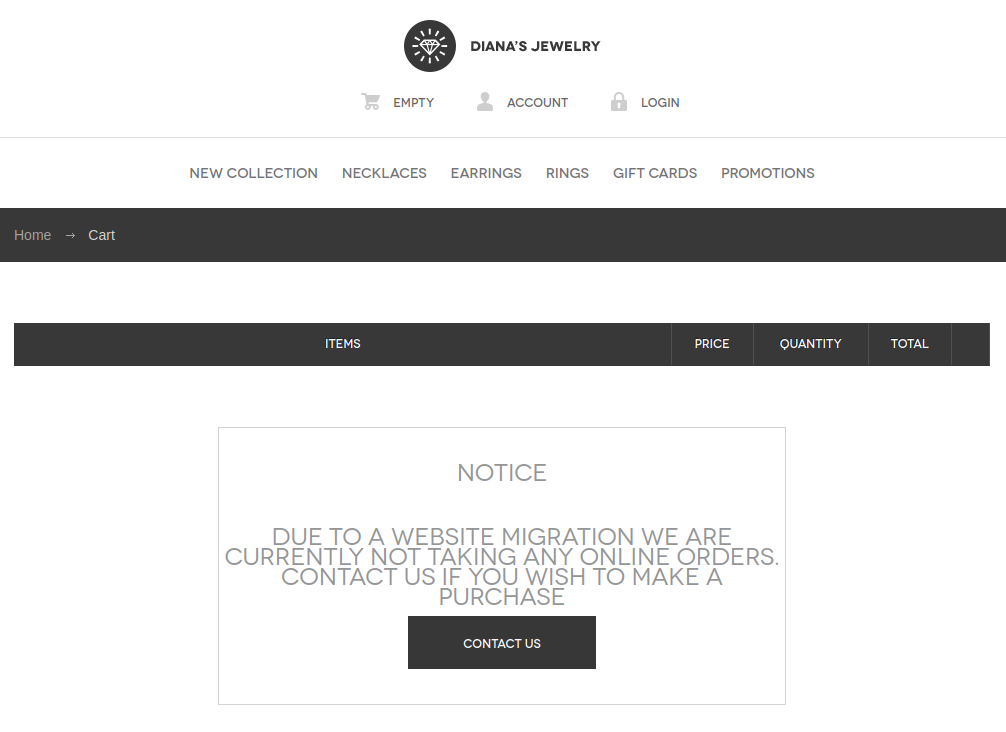 DIANA'S JEWELRY
EMPTY ACCOUNT LOGIN
NEW COLLECTION NECKLACES EARRINGS RINGS GIFT CARDS PROMOTIONS
Home → Cart
ITEMS PRICE QUANTITY TOTAL
NOTICE
DUE TO A WEBSITE MIGRATION WE ARE
CURRENTLY NOT TAKING ANY ONLINE ORDERS.
CONTACT US IF YOU WISH TO MAKE A
PURCHASE
CONTACT US